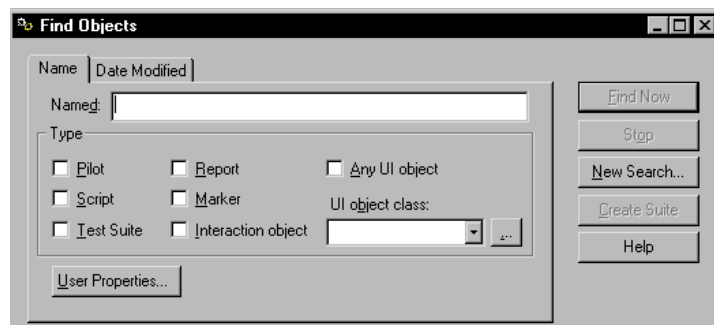 Find Objects
Name Date Modified
Named:
Find Now
Type
Stop
Pilot Report Any UI object
New Search...
Script Marker UI object class:
Create Suite
Test Suite Interaction object ...
Help
User Properties...